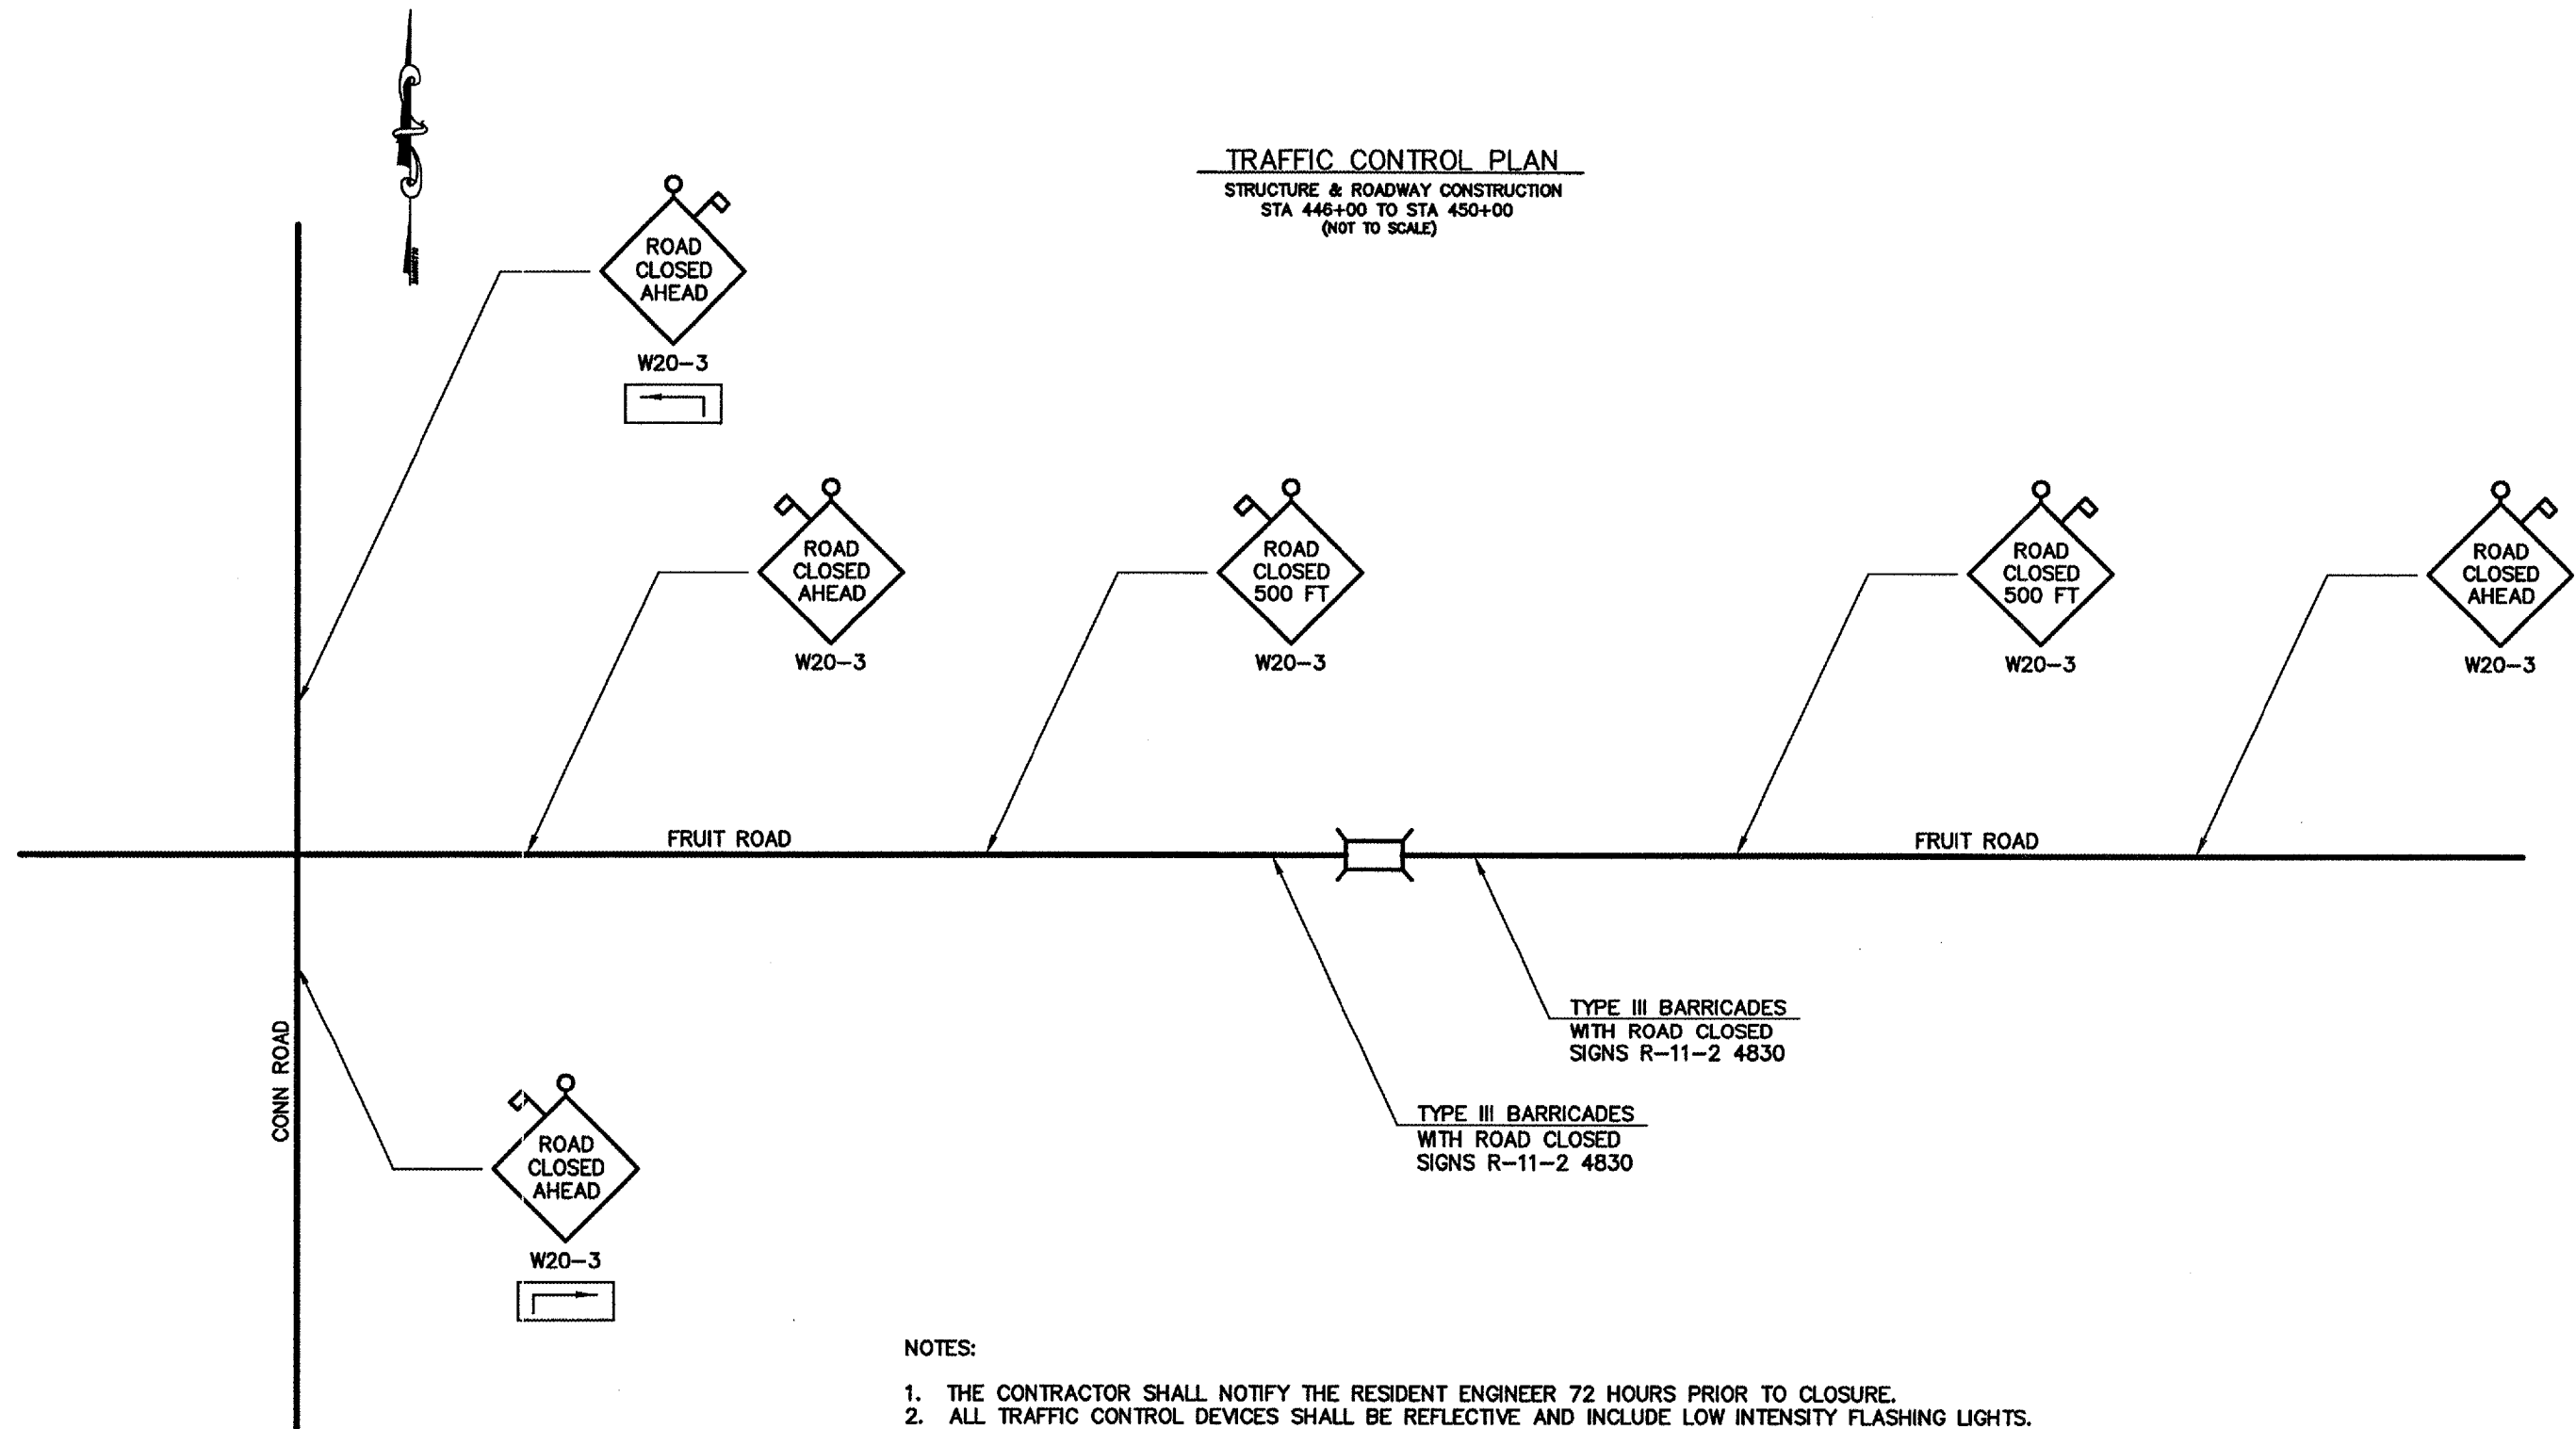 TRAFFIC CONTROL PLAN
STRUCTURE & ROADWAY CONSTRUCTION
STA 446+00 TO STA 450+00
(NOT TO SCALE)
ROAD
CLOSED
AHEAD
W20-3
ROAD
CLOSED
AHEAD
W20-3
ROAD
CLOSED
500 FT
W20-3
ROAD
CLOSED
500 FT
W20-3
ROAD
CLOSED
AHEAD
W20-3
FRUIT ROAD
FRUIT ROAD
CONN ROAD
TYPE III BARRICADES
WITH ROAD CLOSED
SIGNS R-11-2 4830
TYPE III BARRICADES
WITH ROAD CLOSED
SIGNS R-11-2 4830
ROAD
CLOSED
AHEAD
W20-3
NOTES:
1. THE CONTRACTOR SHALL NOTIFY THE RESIDENT ENGINEER 72 HOURS PRIOR TO CLOSURE.
2. ALL TRAFFIC CONTROL DEVICES SHALL BE REFLECTIVE AND INCLUDE LOW INTENSITY FLASHING LIGHTS.